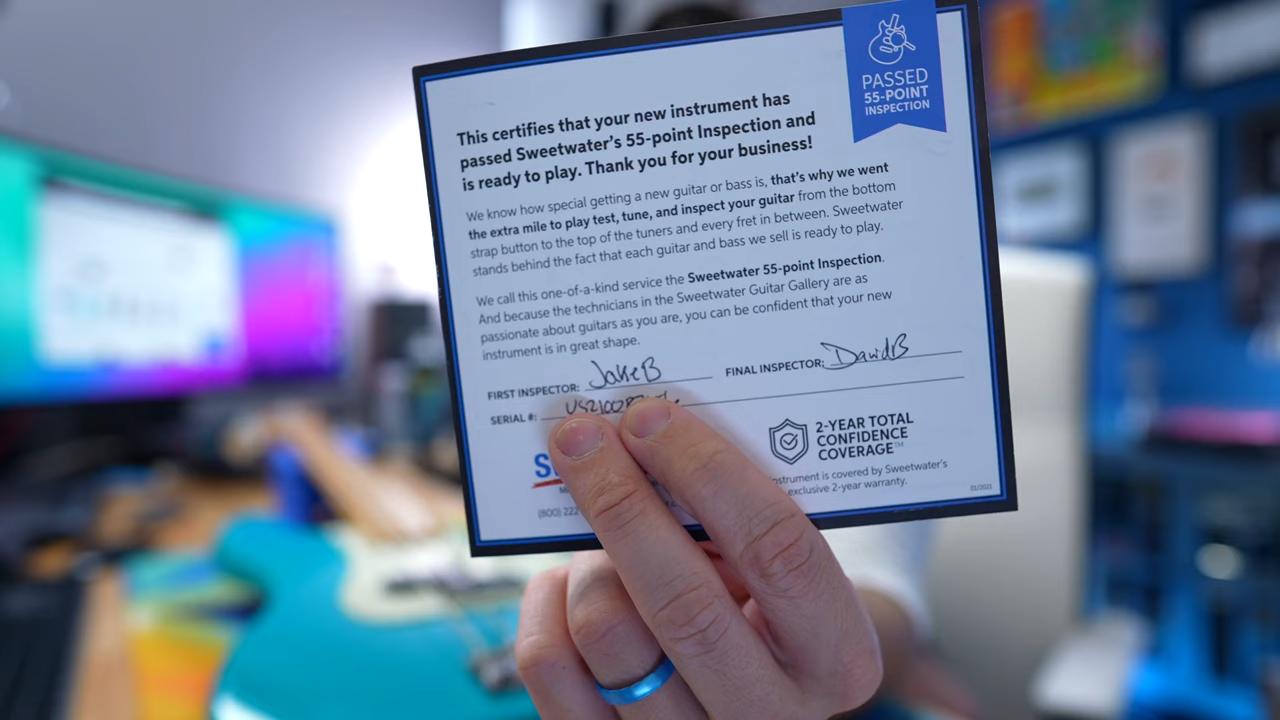 PASSED
55-POINT
INSPECTION
This certifies that your new instrument has
passed Sweetwater's 55-point Inspection and
is ready to play. Thank you for your business!
We know how special getting a new guitar or bass is, that's why we went
the extra mile to play test, tune, and inspect your guitar from the bottom
strap button to the top of the tuners and every fret in between. Sweetwater
stands behind the fact that each guitar and bass we sell is ready to play.
We call this one-of-a-kind service the Sweetwater 55-point Inspection.
And because the technicians in the Sweetwater Guitar Gallery are as
passionate about guitars as you are, you can be confident that your new
instrument is in great shape.
FIRST INSPECTOR: Jake B FINAL INSPECTOR: David B
SERIAL #:
2-YEAR TOTAL
CONFIDENCE
COVERAGE™
is covered by Sweetwater's
exclusive 2-year warranty.
(800) 222
01/2021